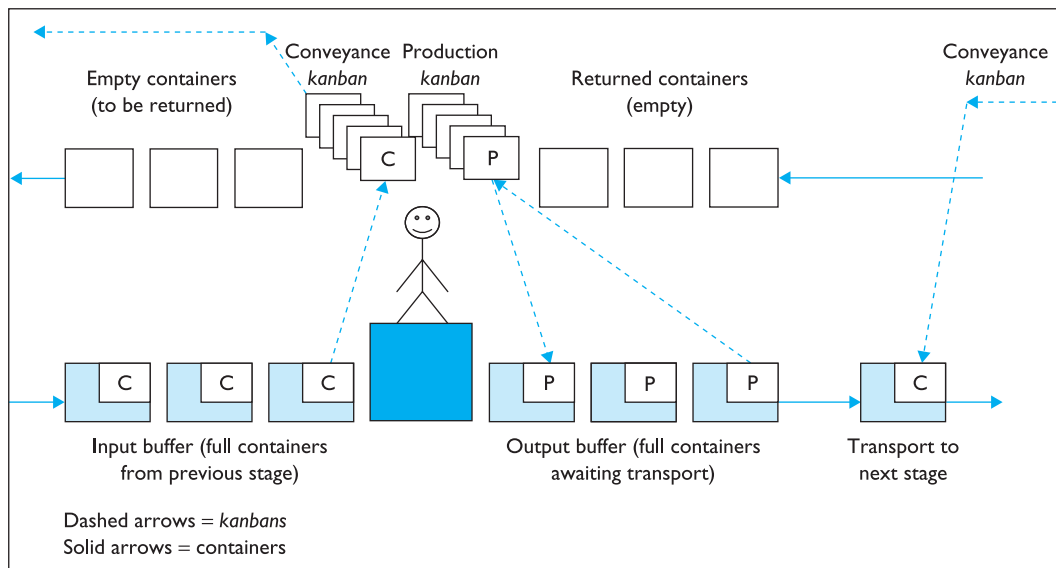 Conveyance
kanban
Production
kanban
Conveyance
kanban
Empty containers
(to be returned)
Returned containers
(empty)
C
P
C
C
C
P
P
P
C
Input buffer (full containers
from previous stage)
Output buffer (full containers
awaiting transport)
Transport to
next stage
Dashed arrows = kanbans
Solid arrows = containers